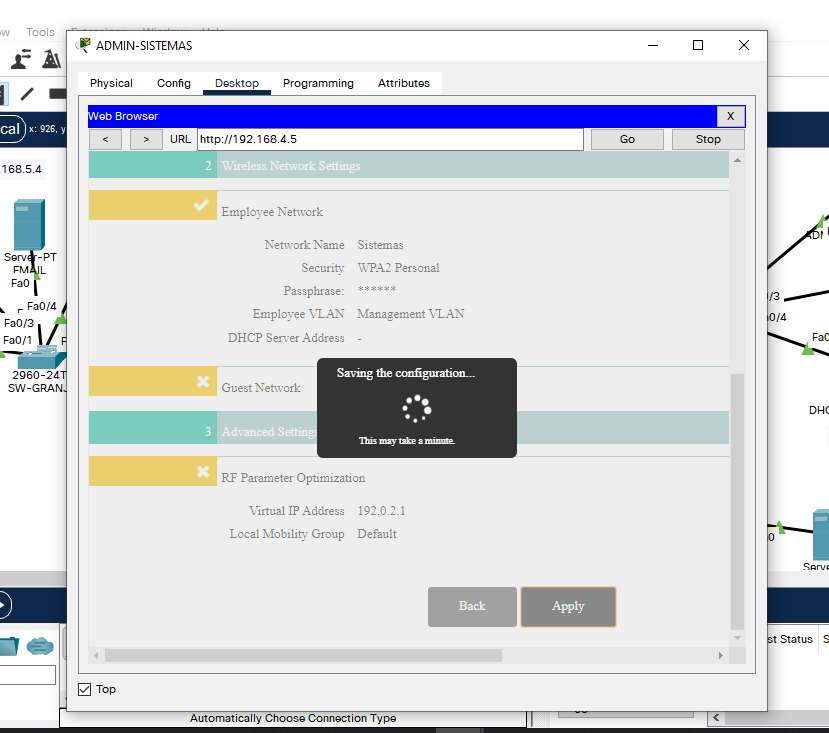 Tools
ADMIN-SISTEMAS
Physical Config Desktop Programming Attributes
Web Browser X
< > URL http://192.168.4.5 Go Stop
cal x: 926, y
2 Wireless Network Settings
.168.5.4
Employee Network
Network Name Sistemas
Security WPA2 Personal
Passphrase: ******
Employee VLAN Management VLAN
DHCP Server Address -
Server-PT
EMAIL
Fa0
Fa0/4
Fa0/3
Fa0/1
2960-24T
SW-GRANJ
Saving the configuration...
This may take a minute.
Guest Network
3 Advanced Settings
RF Parameter Optimization
Virtual IP Address 192.0.2.1
Local Mobility Group Default
Back Apply
/3
0/4
Fa0
DHC
Serve
st Status S
Top
Automatically Choose Connection Type
<